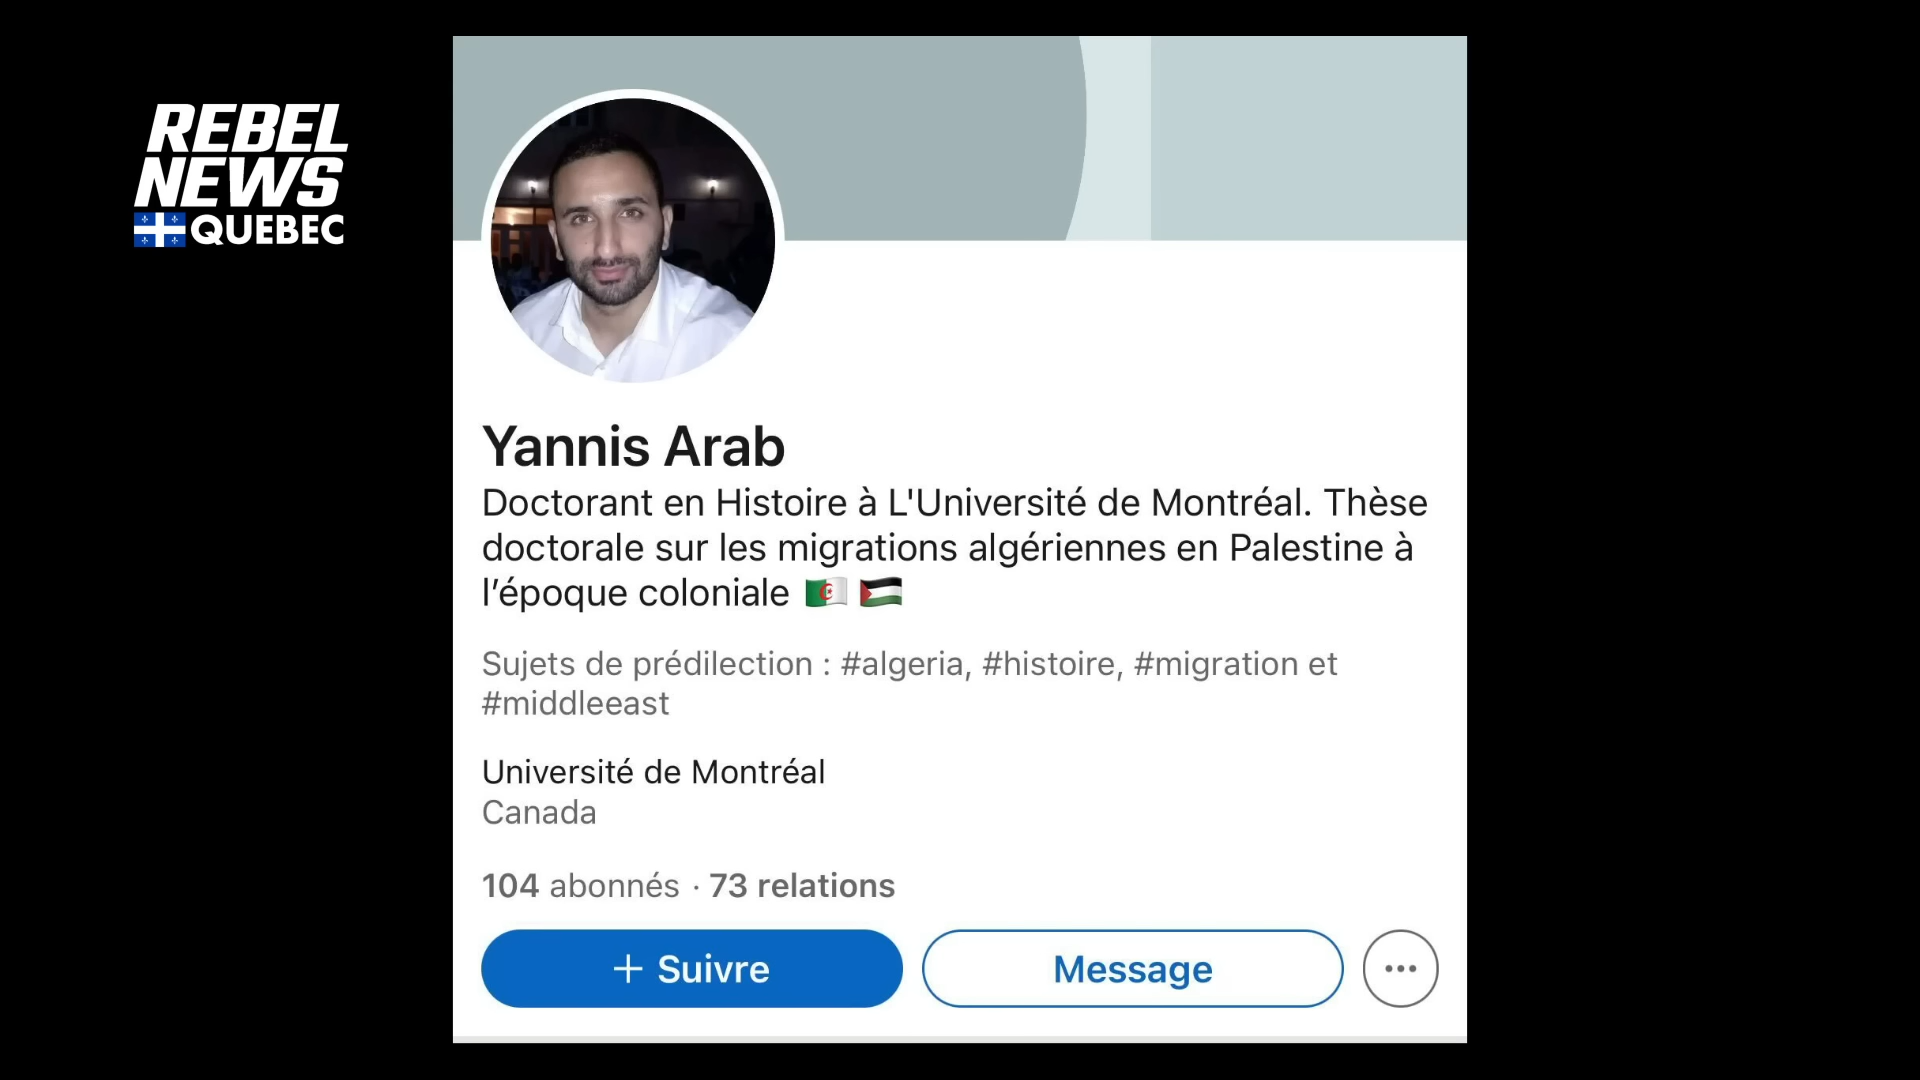 REBEL
NEWS
QUEBEC
Yannis Arab
Doctorant en Histoire à L'Université de Montréal. Thèse
doctorale sur les migrations algériennes en Palestine à
l’époque coloniale 🇩🇿 🇵🇸
Sujets de prédilection : #algeria, #histoire, #migration et
#middleeast
Université de Montréal
Canada
104 abonnés · 73 relations
+ Suivre
Message